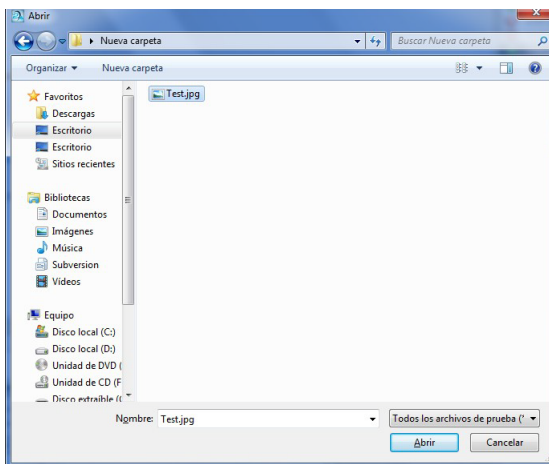 Abrir
Nueva carpeta
Buscar Nueva carpeta
Organizar
Nueva carpeta
Favoritos
Descargas
Escritorio
Escritorio
Sitios recientes
Bibliotecas
Documentos
Imágenes
Música
Subversion
Vídeos
Equipo
Disco local (C:)
Disco local (D:)
Unidad de DVD (
Unidad de CD (F
Disco extraíble (
Test.jpg
Nombre: Test.jpg
Todos los archivos de prueba (*
Abrir Cancelar